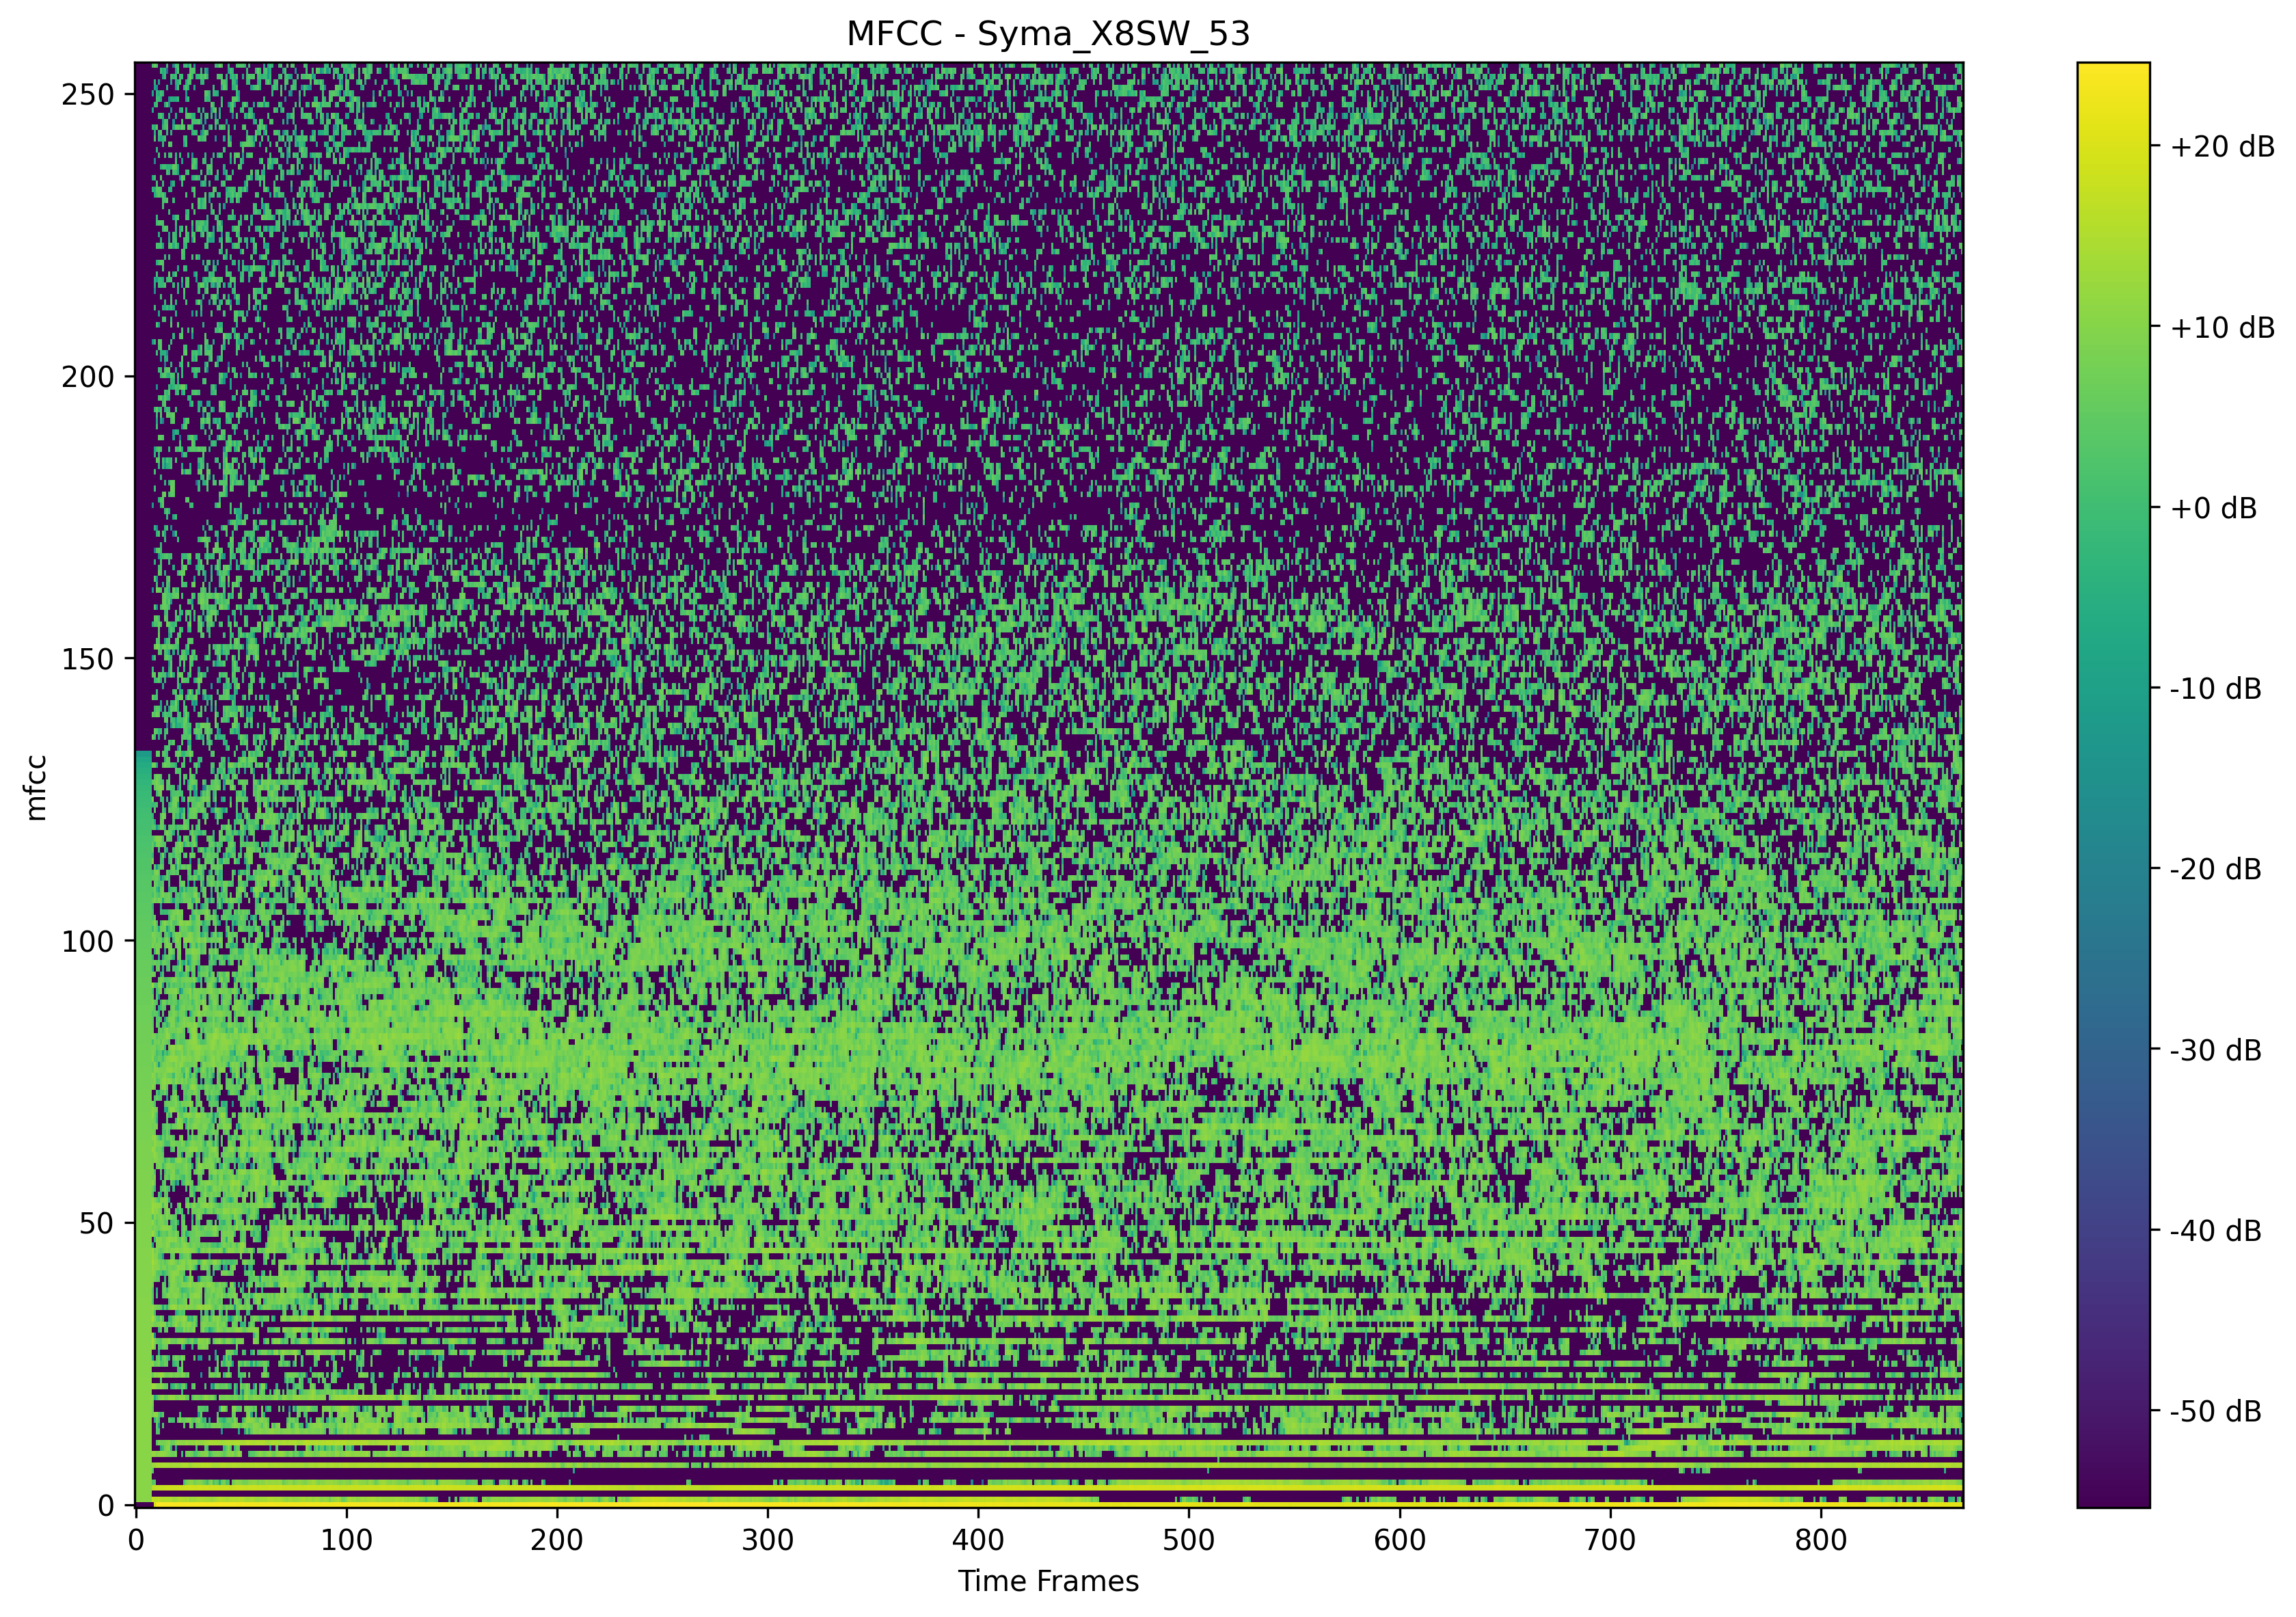 MFCC - Syma_X8SW_53
250
200
150
100
50
0
mfcc
0 100 200 300 400 500 600 700 800
Time Frames
+20 dB
+10 dB
+0 dB
-10 dB
-20 dB
-30 dB
-40 dB
-50 dB